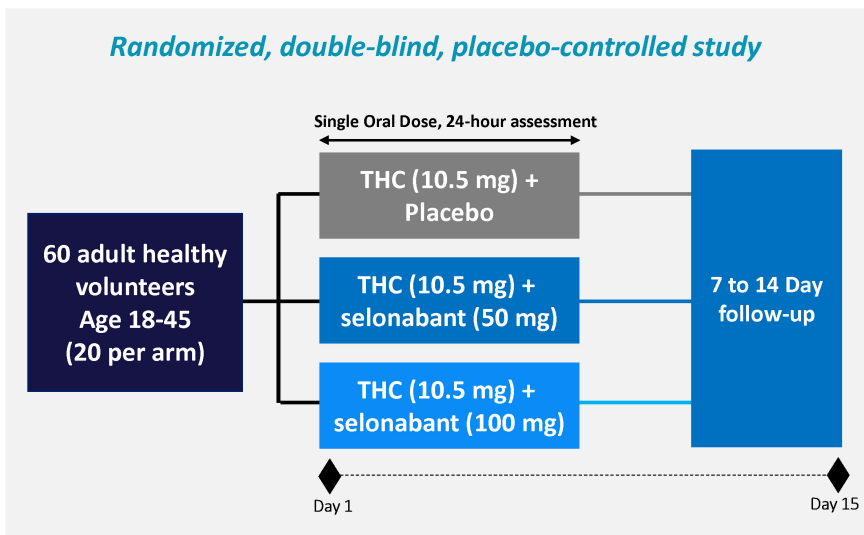 Randomized, double-blind, placebo-controlled study
Single Oral Dose, 24-hour assessment
60 adult healthy
volunteers
Age 18-45
(20 per arm)
THC (10.5 mg) +
Placebo
THC (10.5 mg) +
selonabant (50 mg)
THC (10.5 mg) +
selonabant (100 mg)
7 to 14 Day
follow-up
Day 1
Day 15